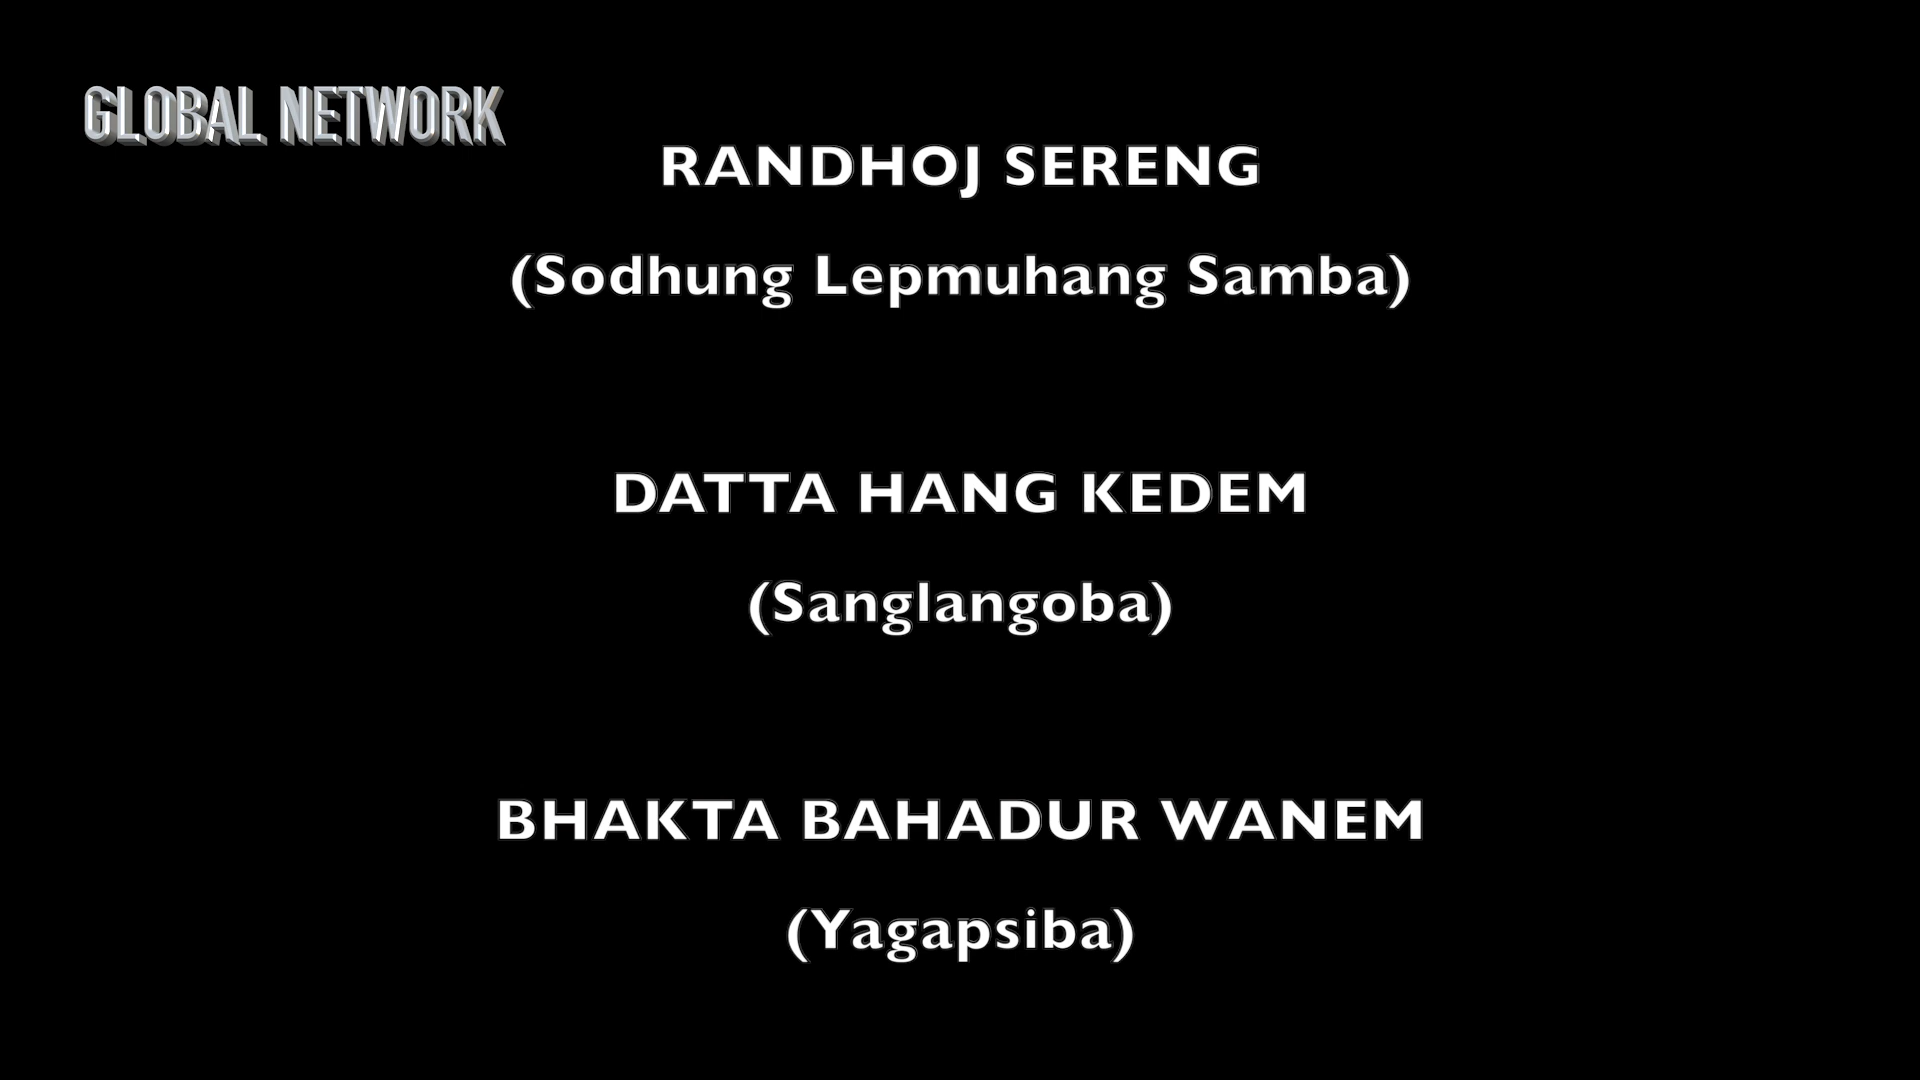 GLOBAL NETWORK
RANDHOJ SERENG
(Sodhung Lepmuhang Samba)
DATTA HANG KEDEM
(Sanglangoba)
BHAKTA BAHADUR WANEM
(Yagapsiba)